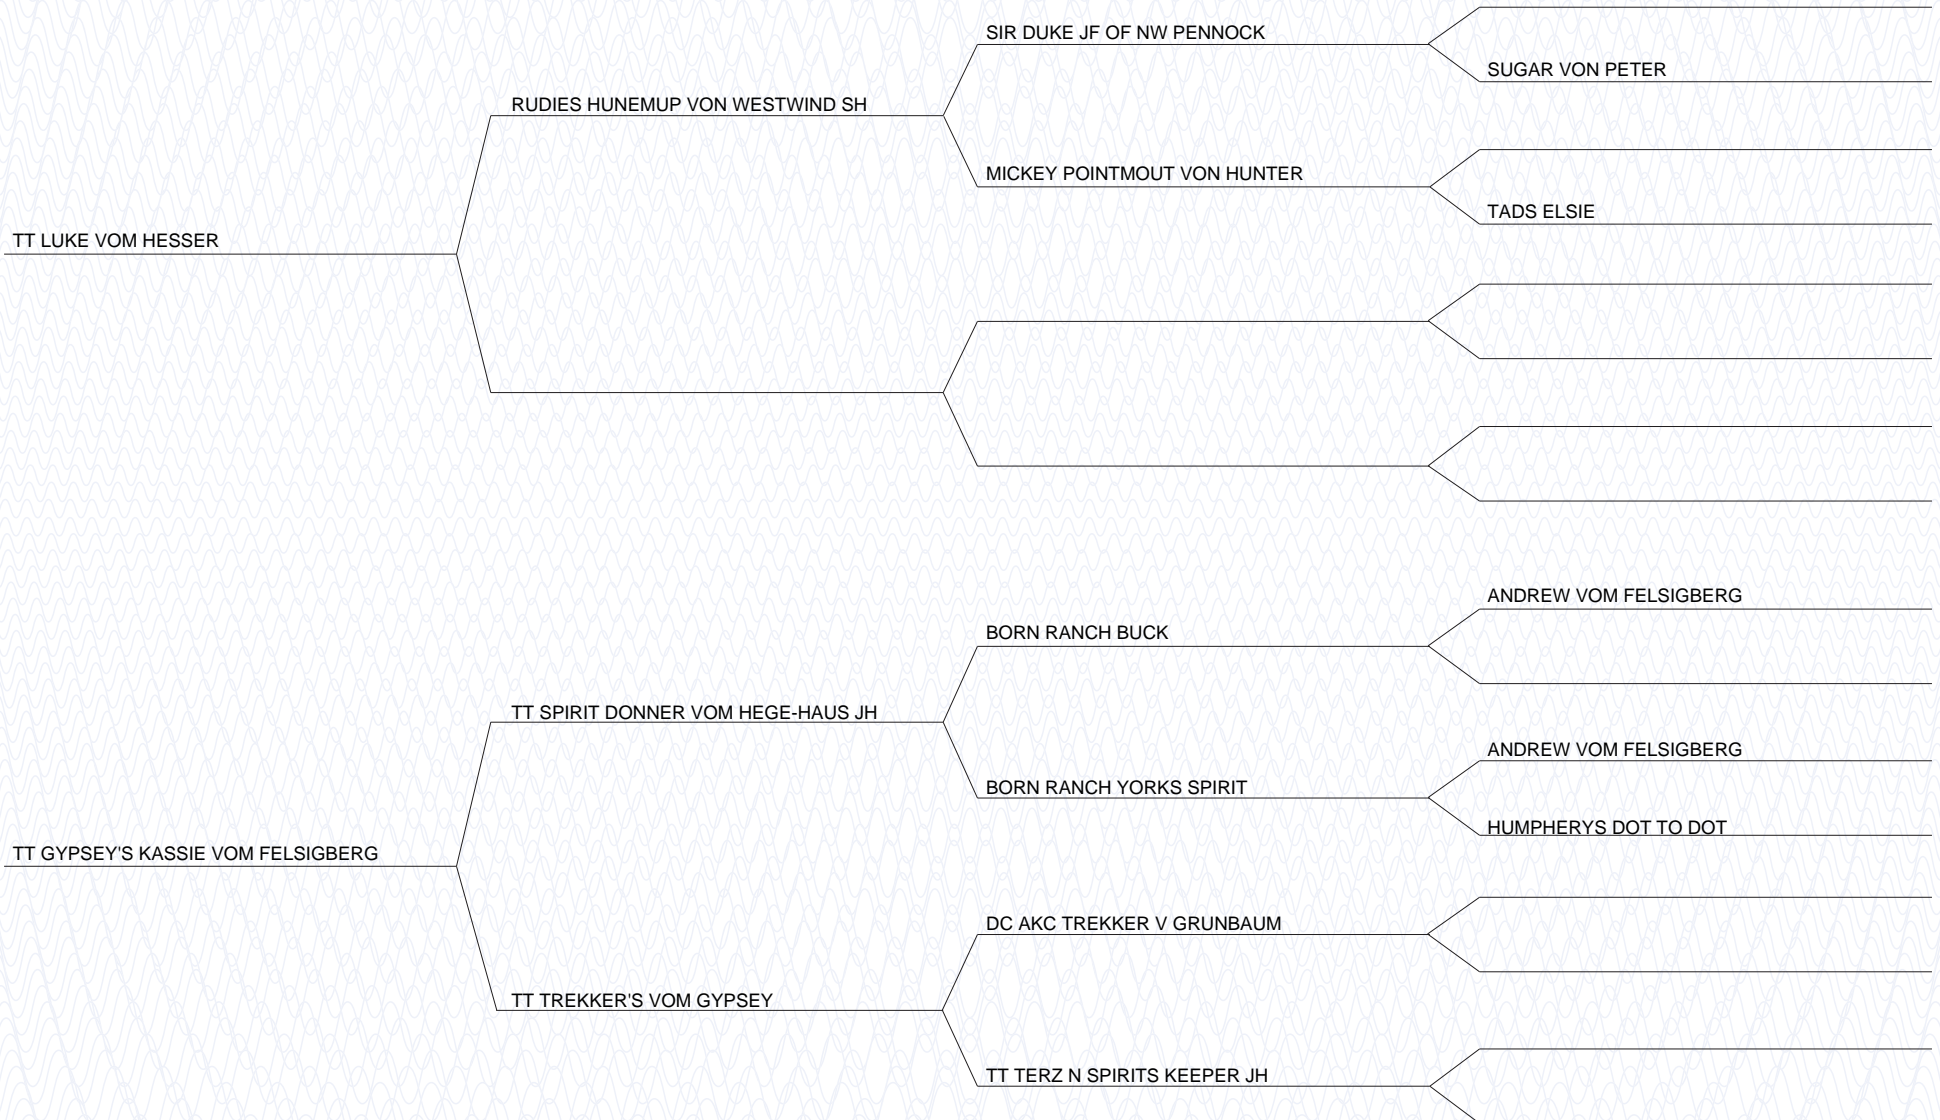 SIR DUKE JF OF NW PENNOCK
SUGAR VON PETER
RUDIES HUNEMUP VON WESTWIND SH
MICKEY POINTMOUT VON HUNTER
TADS ELSIE
TT LUKE VOM HESSER
ANDREW VOM FELSIGBERG
BORN RANCH BUCK
TT SPIRIT DONNER VOM HEGE-HAUS JH
ANDREW VOM FELSIGBERG
BORN RANCH YORKS SPIRIT
HUMPHERYS DOT TO DOT
TT GYPSEY'S KASSIE VOM FELSIGBERG
DC AKC TREKKER V GRUNBAUM
TT TREKKER'S VOM GYPSEY
TT TERZ N SPIRITS KEEPER JH